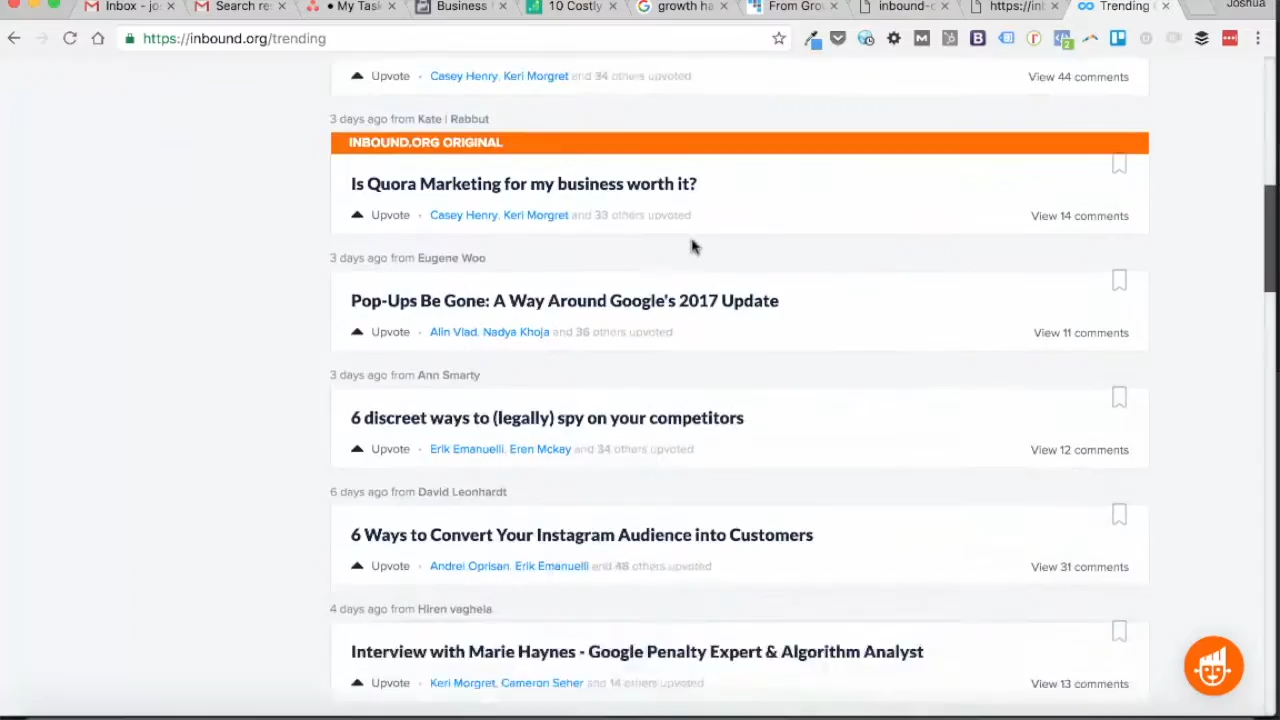 Inbox - jo
Search re
• My Task
Business
10 Costly
growth ha
From Grou
inbound-c
https://inb
Trending
Joshua
https://inbound.org/trending
Upvote • Casey Henry, Keri Morgret and 34 others upvoted
View 44 comments
3 days ago from Kate | Rabbut
INBOUND.ORG ORIGINAL
Is Quora Marketing for my business worth it?
Upvote • Casey Henry, Keri Morgret and 33 others upvoted
View 14 comments
3 days ago from Eugene Woo
Pop-Ups Be Gone: A Way Around Google's 2017 Update
Upvote • Alin Vlad, Nadya Khoja and 36 others upvoted
View 11 comments
3 days ago from Ann Smarty
6 discreet ways to (legally) spy on your competitors
Upvote • Erik Emanuelli, Eren Mckay and 34 others upvoted
View 12 comments
6 days ago from David Leonhardt
6 Ways to Convert Your Instagram Audience into Customers
Upvote • Andrei Oprisan, Erik Emanuelli and 48 others upvoted
View 31 comments
4 days ago from Hiren vaghela
Interview with Marie Haynes - Google Penalty Expert & Algorithm Analyst
Upvote • Keri Morgret, Cameron Seher and 14 others upvoted
View 13 comments